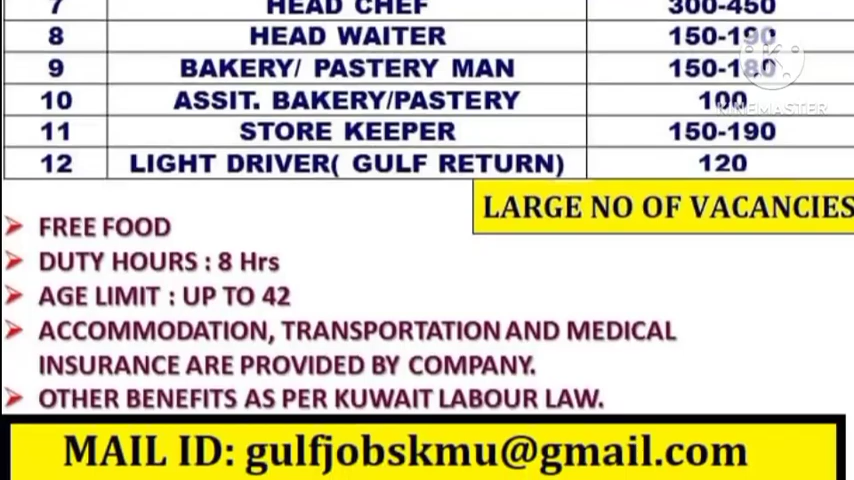 7 HEAD CHEF 300-450
8 HEAD WAITER 150-190
9 BAKERY/ PASTERY MAN 150-180
10 ASSIT. BAKERY/PASTERY 100
11 STORE KEEPER 150-190
12 LIGHT DRIVER( GULF RETURN) 120
KINEMASTER
LARGE NO OF VACANCIES
FREE FOOD
DUTY HOURS : 8 Hrs
AGE LIMIT : UP TO 42
ACCOMMODATION, TRANSPORTATION AND MEDICAL
INSURANCE ARE PROVIDED BY COMPANY.
OTHER BENEFITS AS PER KUWAIT LABOUR LAW.
MAIL ID: gulfjobskmu@gmail.com